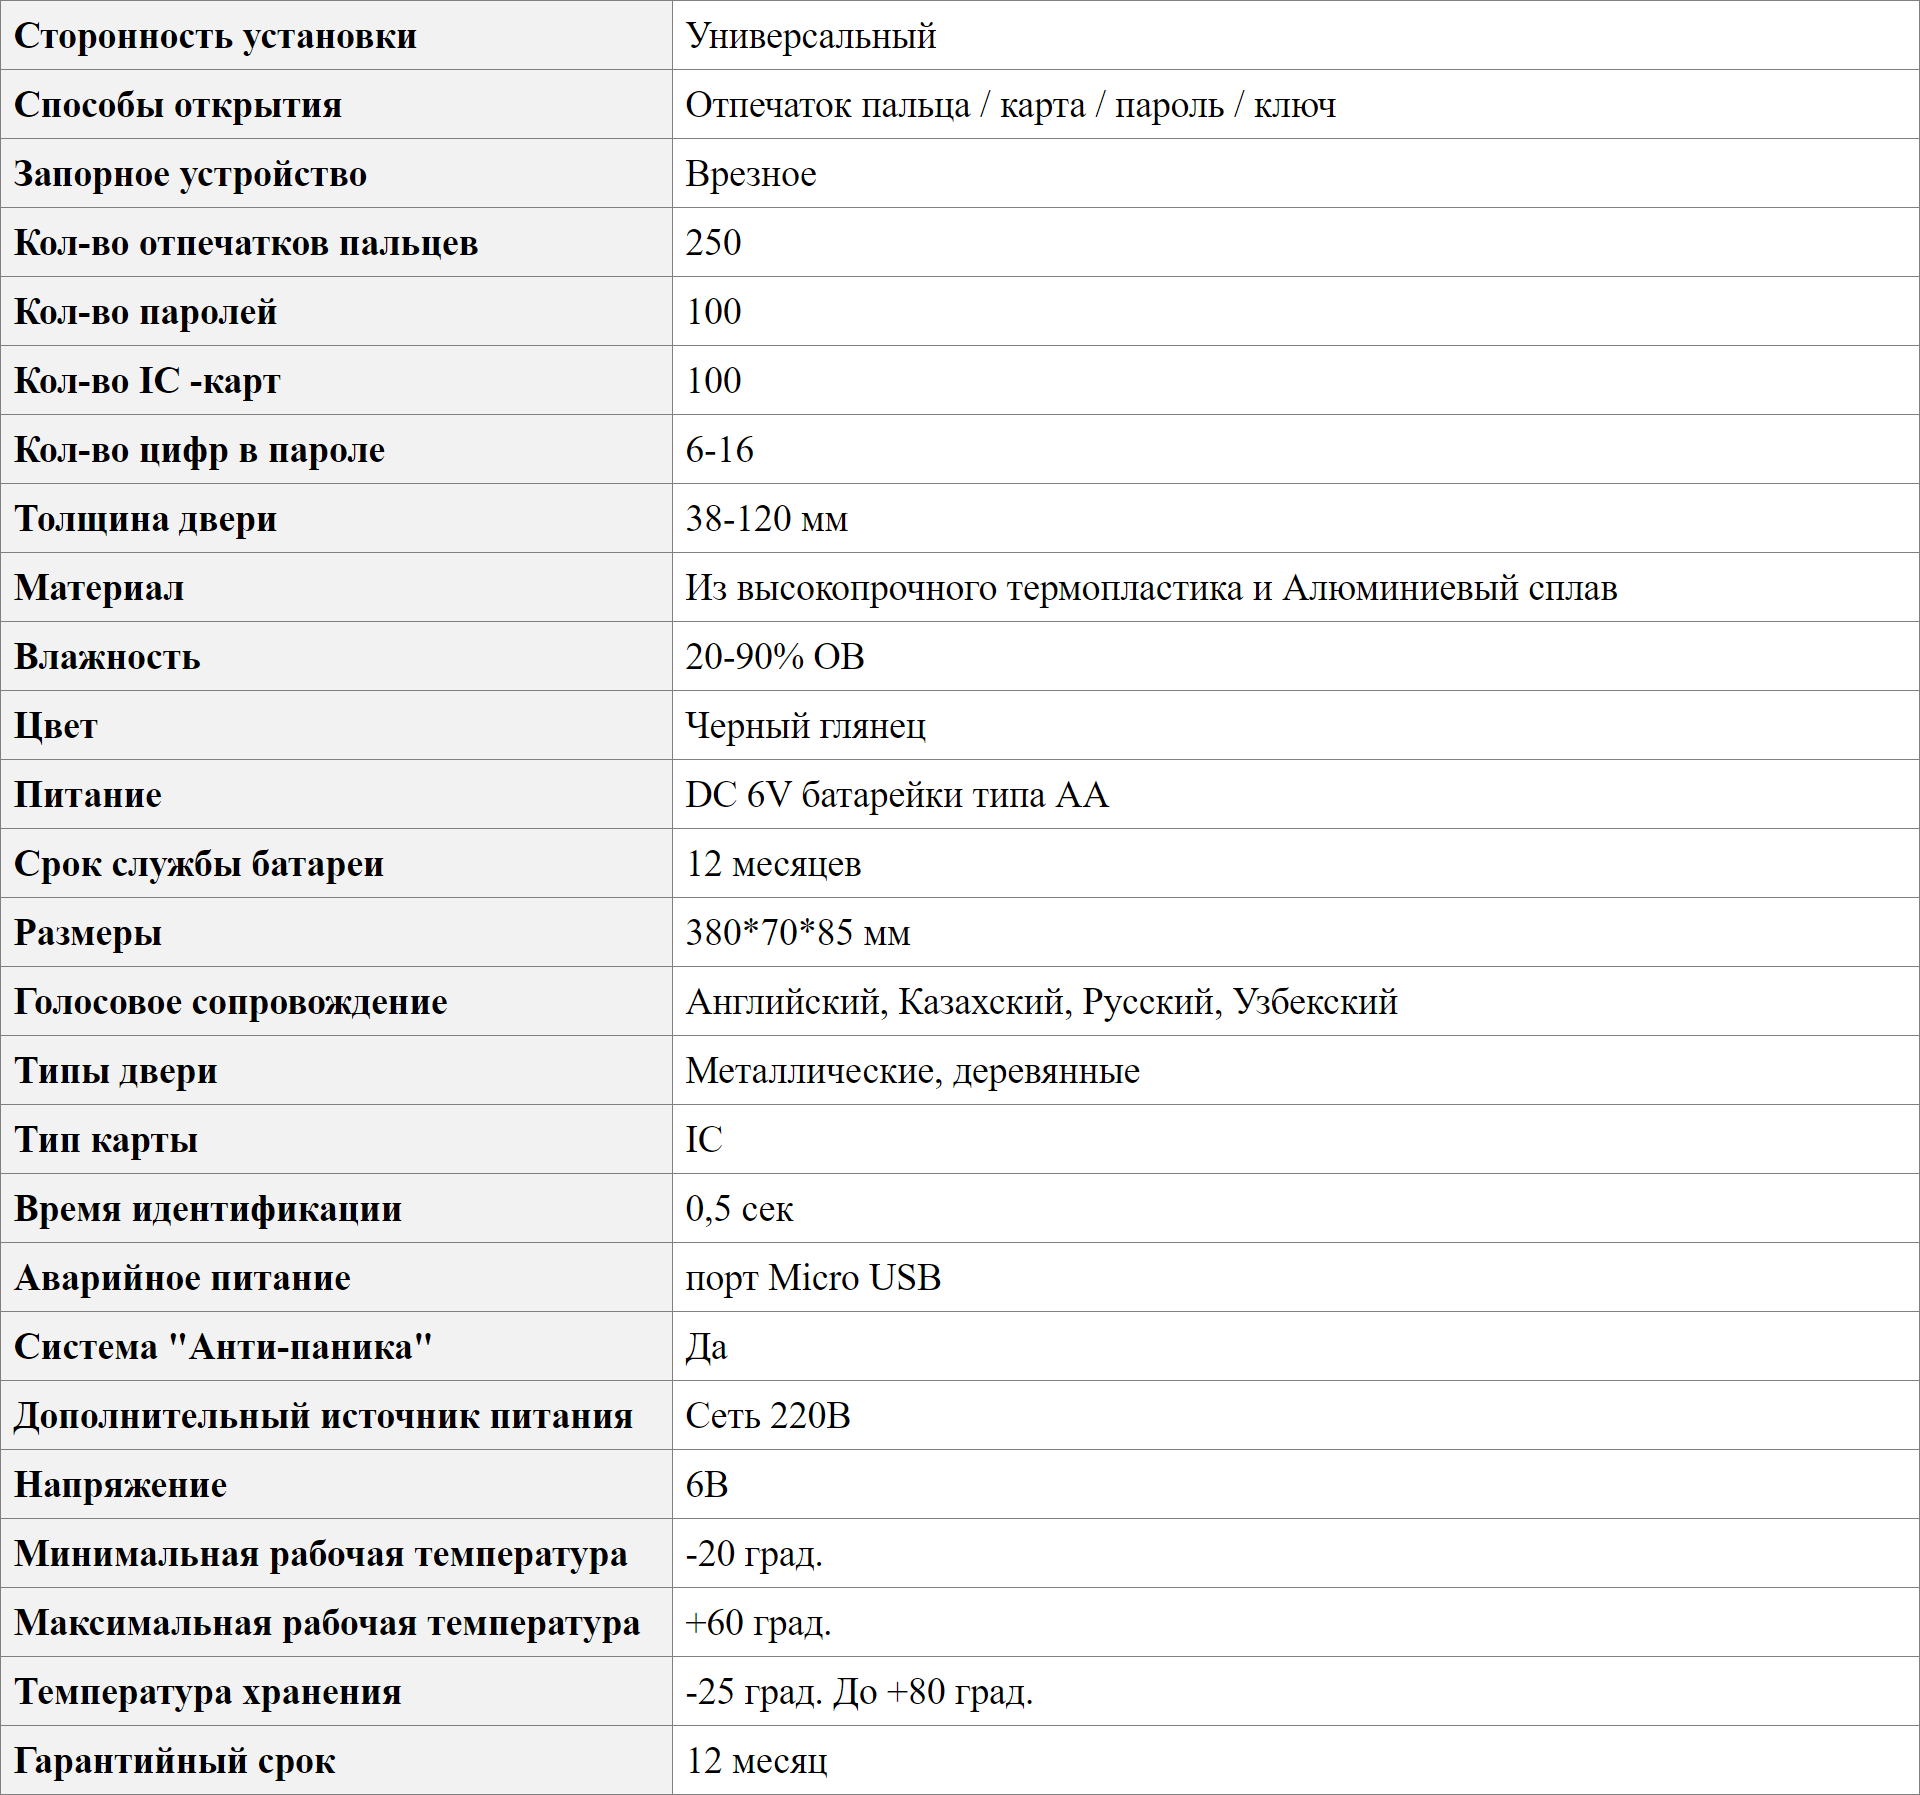 Сторонность установки Универсальный
Способы открытия Отпечаток пальца / карта / пароль / ключ
Запорное устройство Врезное
Кол-во отпечатков пальцев 250
Кол-во паролей 100
Кол-во IC -карт 100
Кол-во цифр в пароле 6-16
Толщина двери 38-120 мм
Материал Из высокопрочного термопластика и Алюминиевый сплав
Влажность 20-90% ОВ
Цвет Черный глянец
Питание DC 6V батарейки типа АА
Срок службы батареи 12 месяцев
Размеры 380*70*85 мм
Голосовое сопровождение Английский, Казахский, Русский, Узбекский
Типы двери Металлические, деревянные
Тип карты IC
Время идентификации 0,5 сек
Аварийное питание порт Micro USB
Система "Анти-паника" Да
Дополнительный источник питания Сеть 220В
Напряжение 6В
Минимальная рабочая температура -20 град.
Максимальная рабочая температура +60 град.
Температура хранения -25 град. До +80 град.
Гарантийный срок 12 месяц